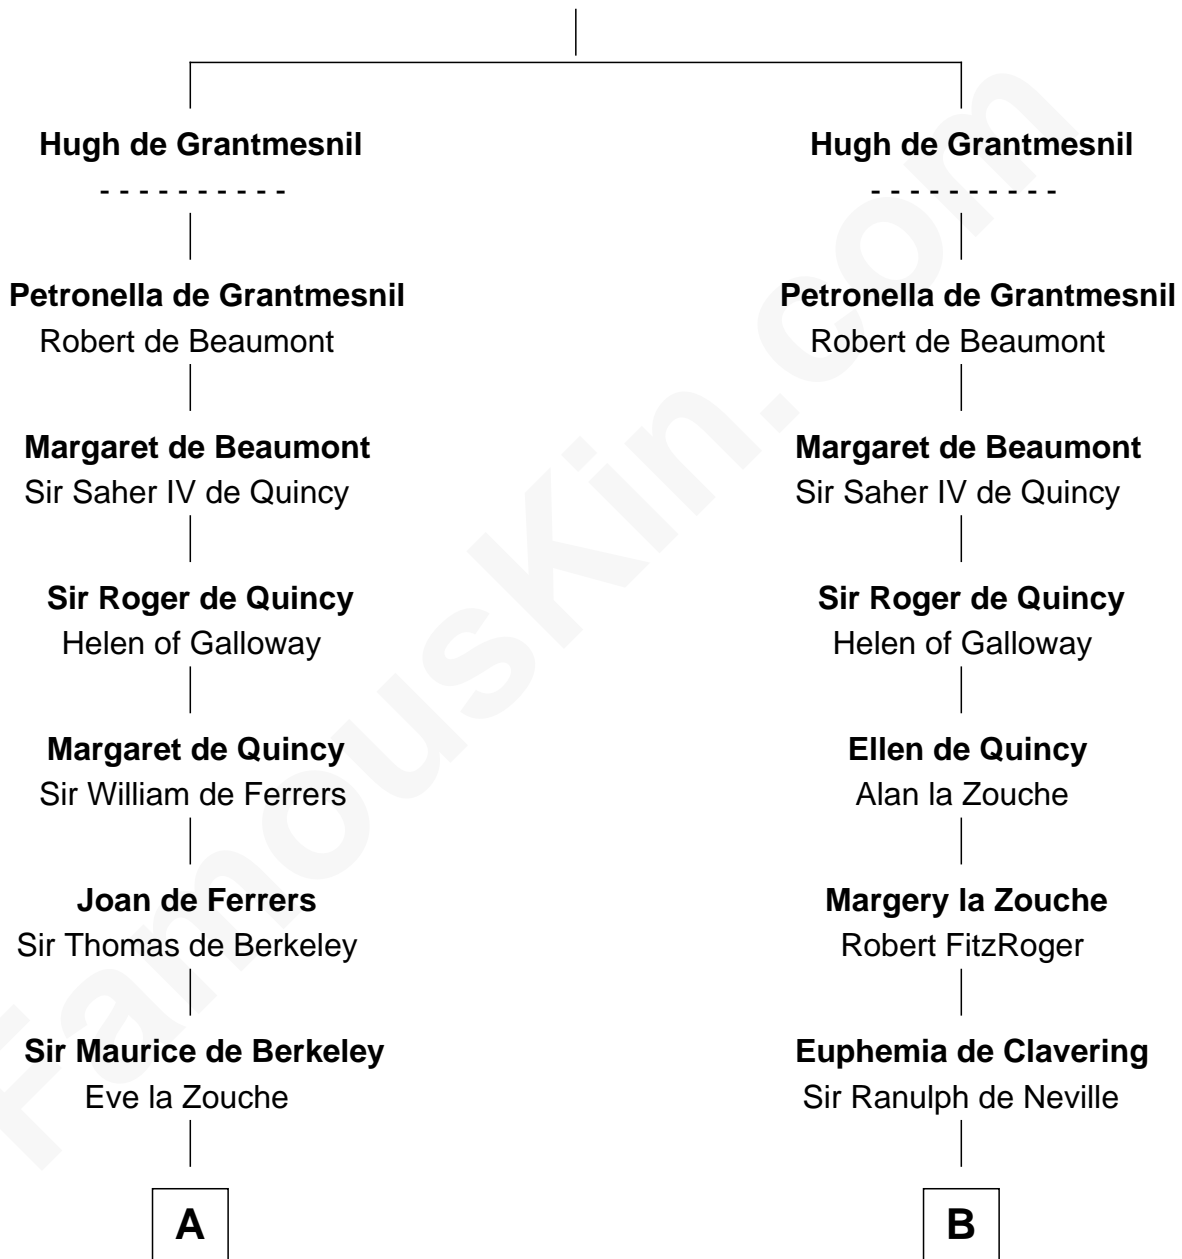 Hugh de Grantmesnil
- - - - - - - - - -
Petronella de Grantmesnil
Robert de Beaumont
Margaret de Beaumont
Sir Saher IV de Quincy
Sir Roger de Quincy
Helen of Galloway
Margaret de Quincy
Sir William de Ferrers
Joan de Ferrers
Sir Thomas de Berkeley
Sir Maurice de Berkeley
Eve la Zouche
A
Hugh de Grantmesnil
- - - - - - - - - -
Petronella de Grantmesnil
Robert de Beaumont
Margaret de Beaumont
Sir Saher IV de Quincy
Sir Roger de Quincy
Helen of Galloway
Ellen de Quincy
Alan la Zouche
Margery la Zouche
Robert FitzRoger
Euphemia de Clavering
Sir Ranulph de Neville
B
FamousKin.com